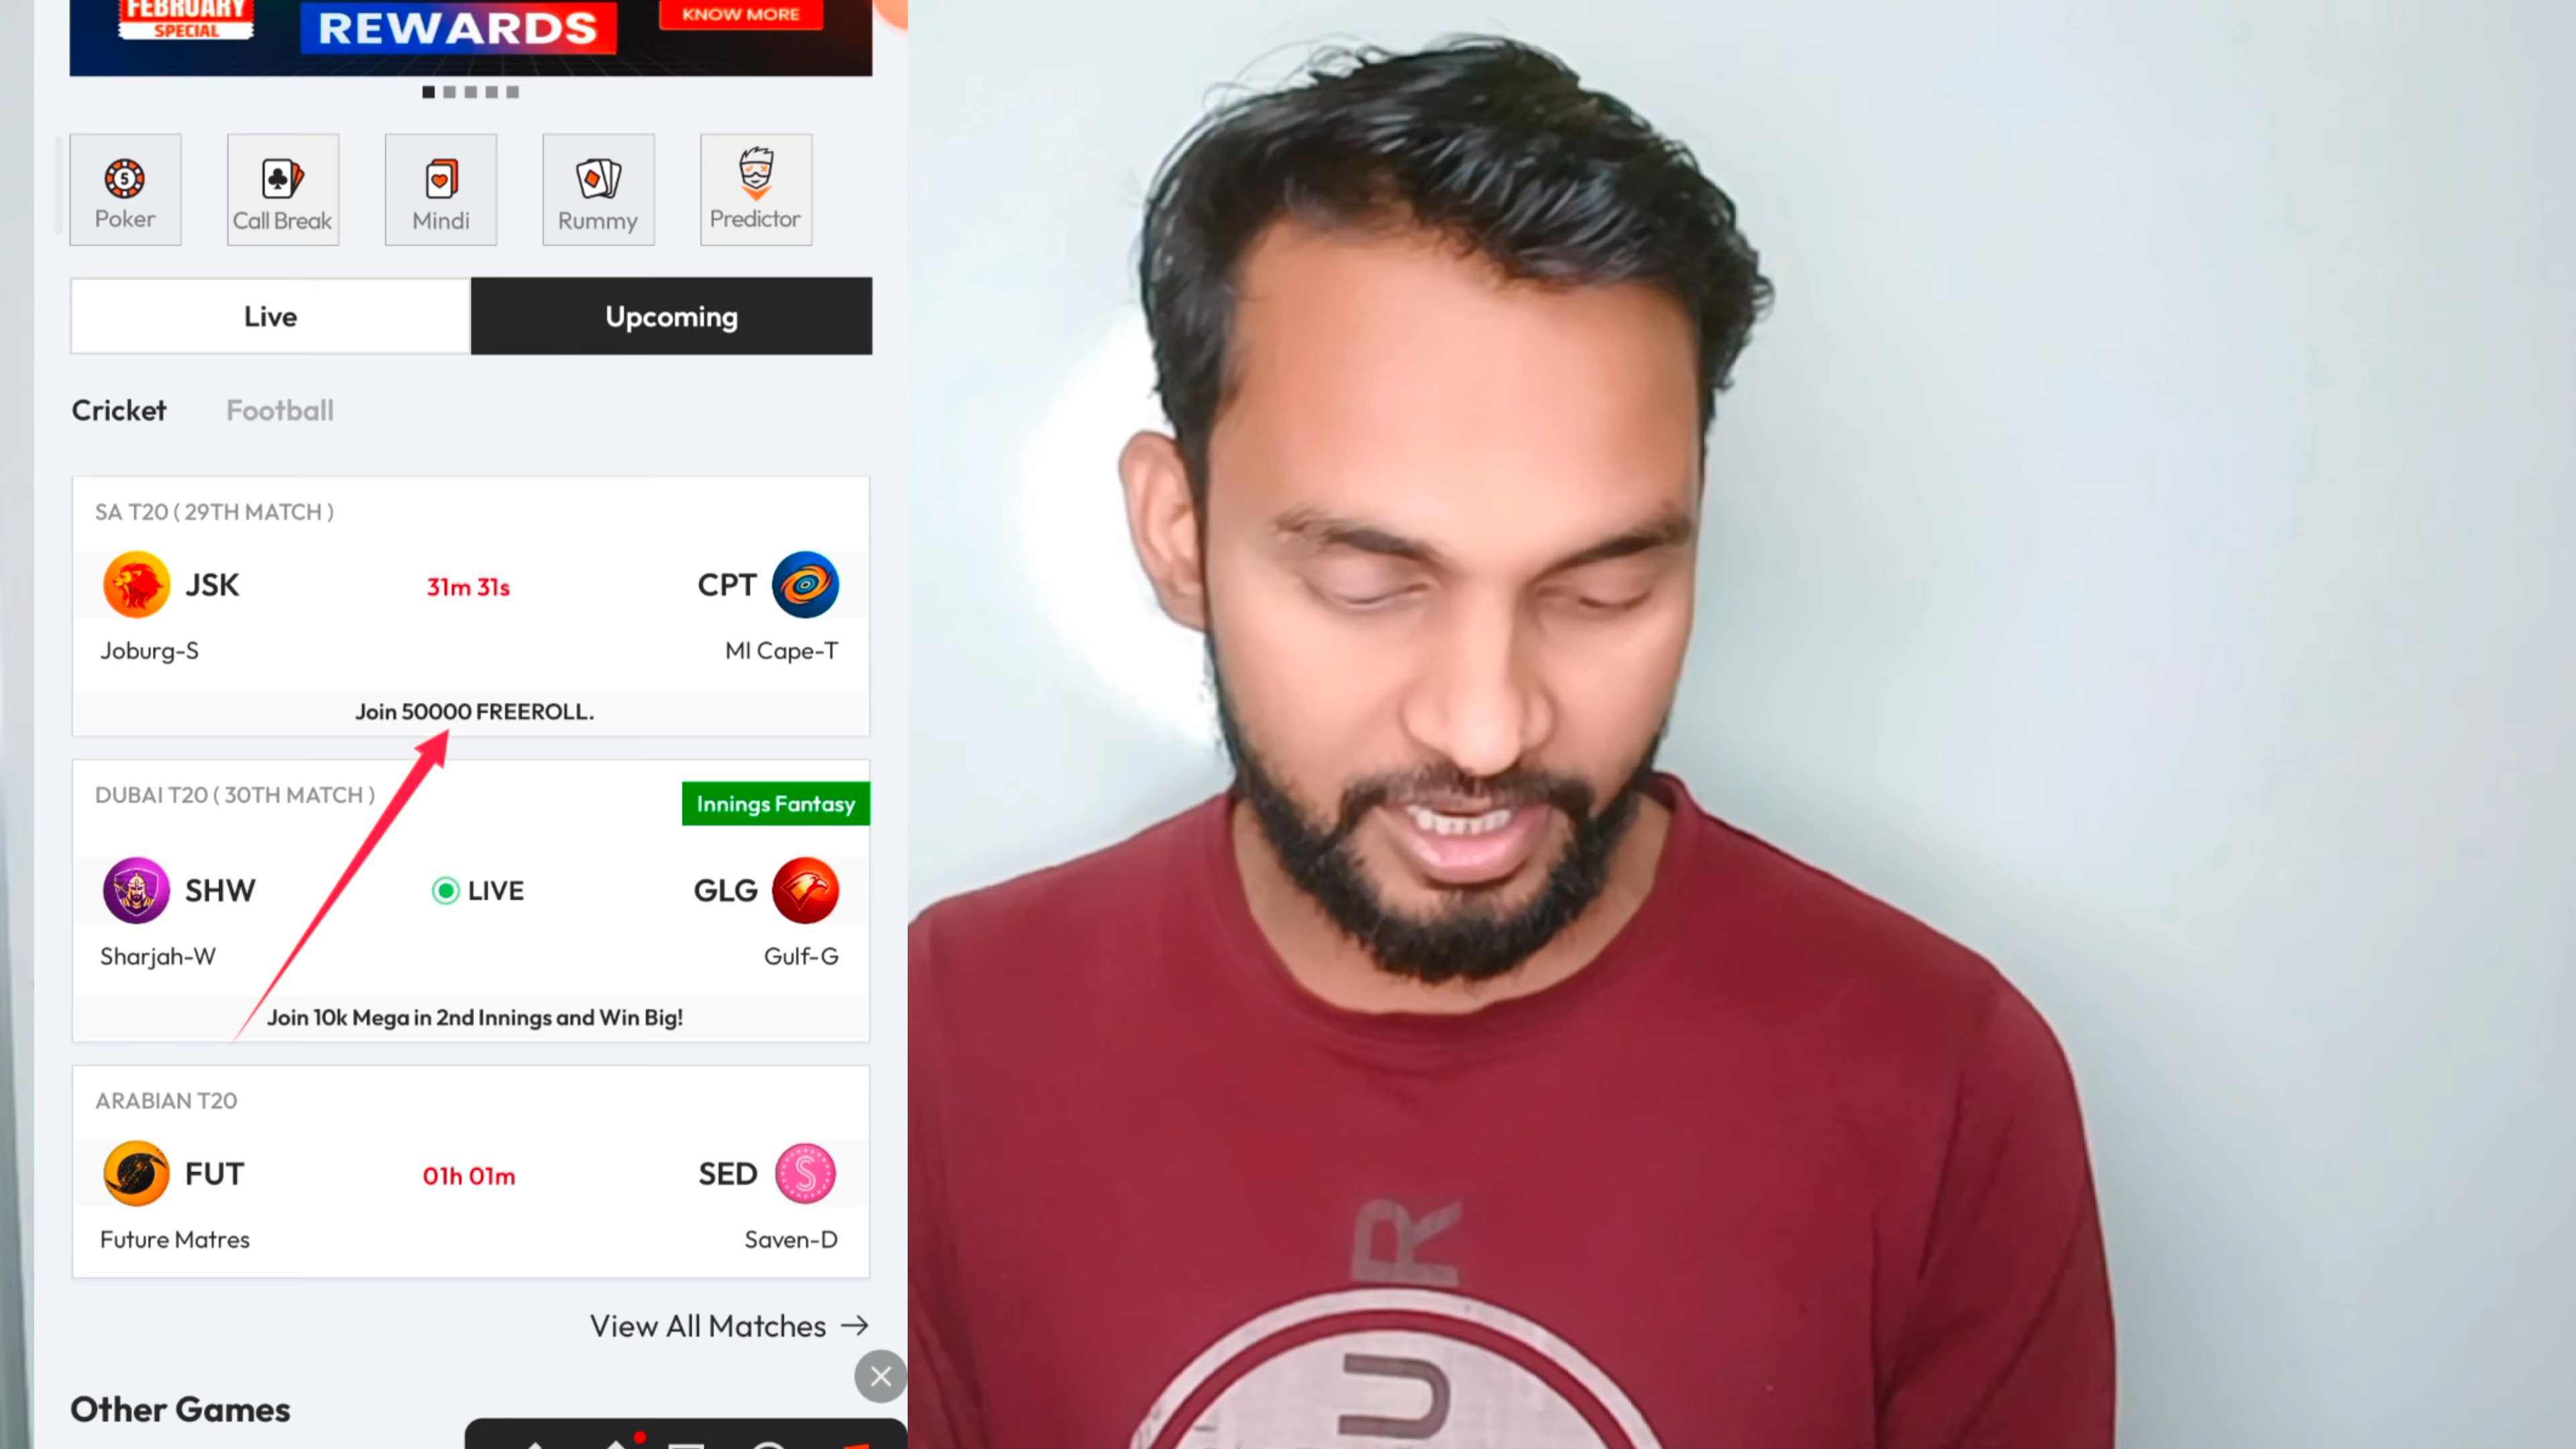 FEBRUARY
SPECIAL
REWARDS
KNOW MORE
5
Poker
Call Break
Mindi
Rummy
Predictor
Live
Upcoming
Cricket
Football
SA T20 ( 29TH MATCH )
JSK
31m 31s
CPT
Joburg-S
MI Cape-T
Join 50000 FREEROLL.
DUBAI T20 ( 30TH MATCH )
Innings Fantasy
SHW
LIVE
GLG
Sharjah-W
Gulf-G
Join 10k Mega in 2nd Innings and Win Big!
ARABIAN T20
FUT
01h 01m
SED
S
Future Matres
Saven-D
View All Matches
Other Games
R
U